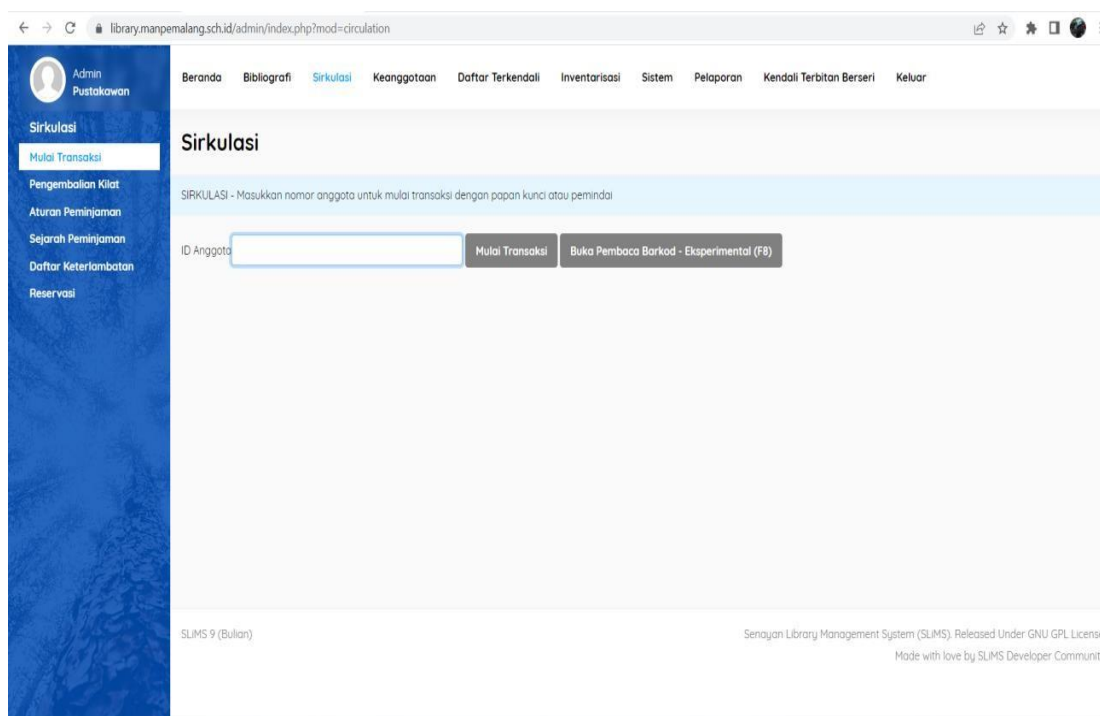 library.manpemalang.sch.id/admin/index.php?mod=circulation
Admin
Pustakawan
Beranda Bibliografi Sirkulasi Keanggotaan Daftar Terkendali Inventarisasi Sistem Pelaporan Kendali Terbitan Berseri Keluar
Sirkulasi
Mulai Transaksi
Pengembalian Kilat
Aturan Peminjaman
Sejarah Peminjaman
Daftar Keterlambatan
Reservasi
Sirkulasi
SIRKULASI - Masukkan nomor anggota untuk mulai transaksi dengan papan kunci atau pemindai
ID Anggota Mulai Transaksi Buka Pembaca Barkod - Eksperimental (F8)
SLiMS 9 (Bulian)
Senayan Library Management System (SLiMS). Released Under GNU GPL License
Made with love by SLiMS Developer Communit